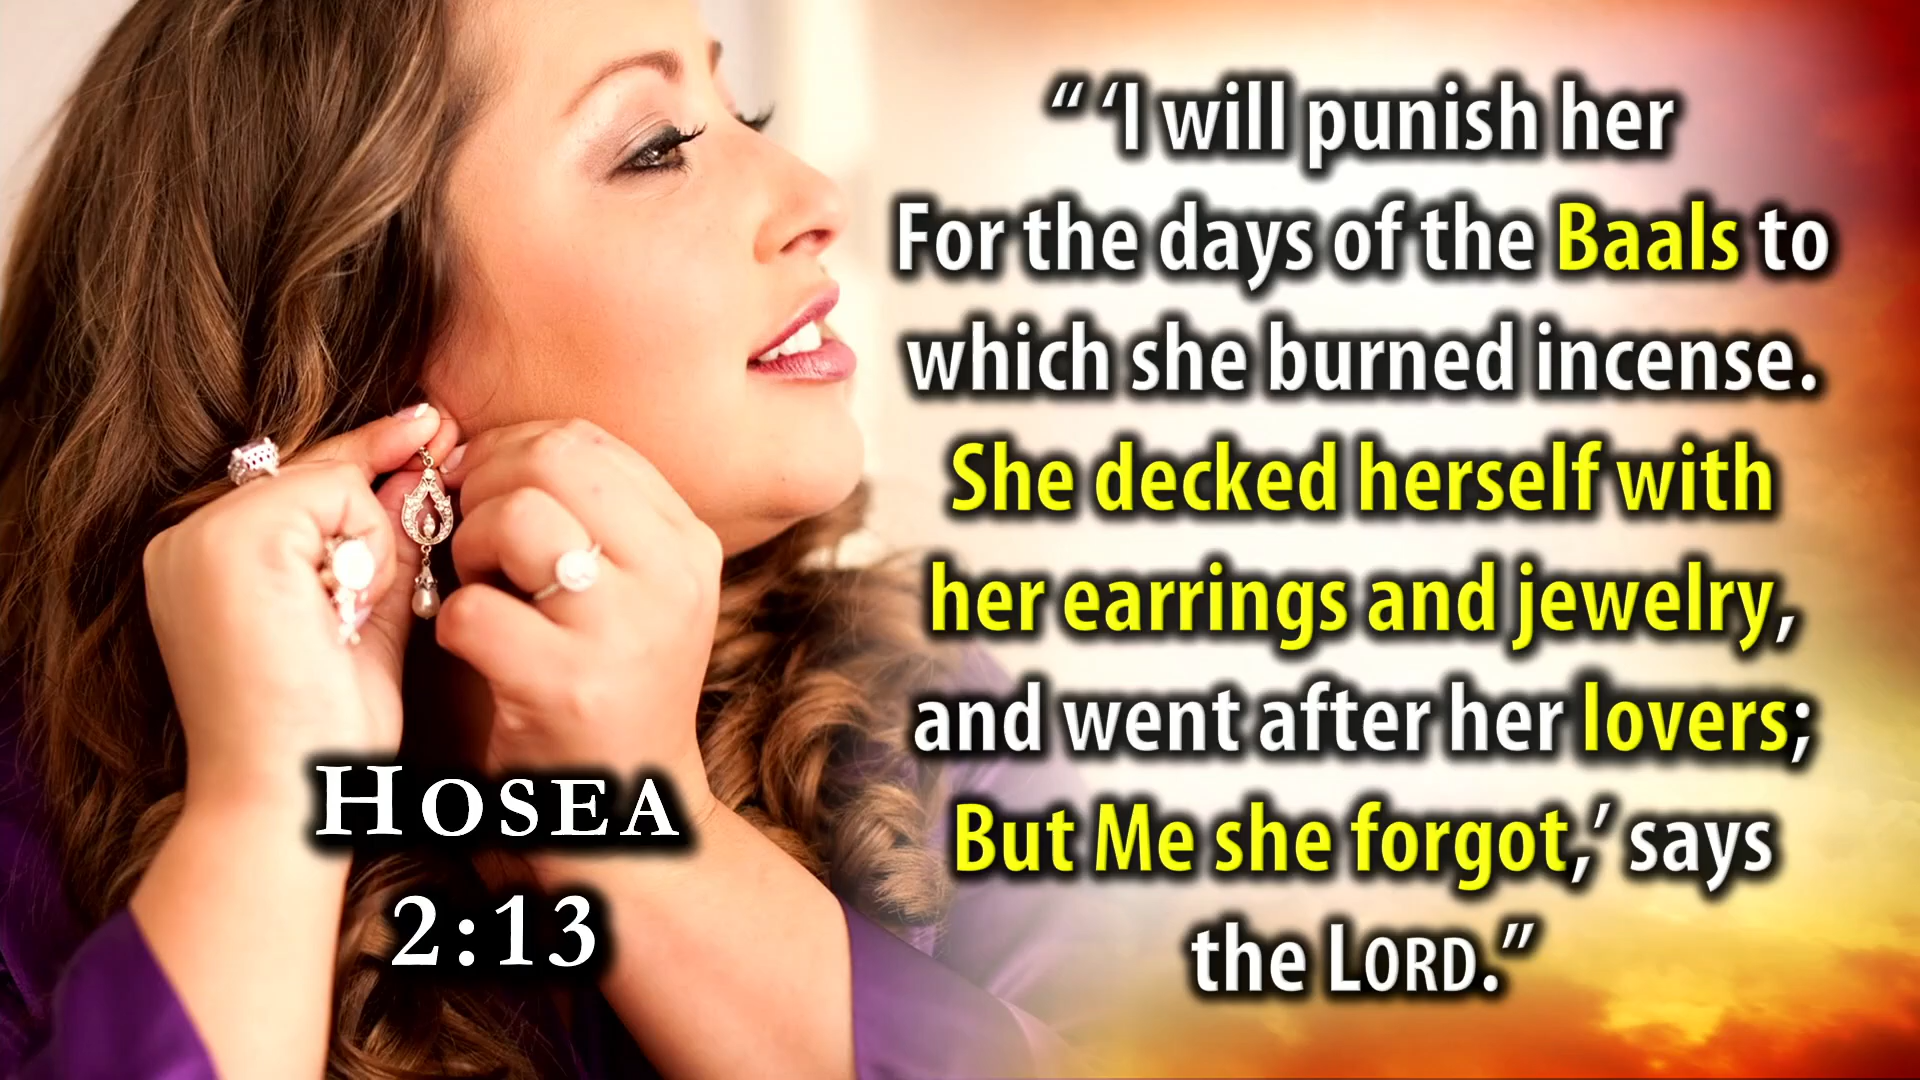 “ ‘I will punish her
For the days of the Baals to
which she burned incense.
She decked herself with
her earrings and jewelry,
and went after her lovers;
But Me she forgot,’ says
the LORD.”
HOSEA
2:13